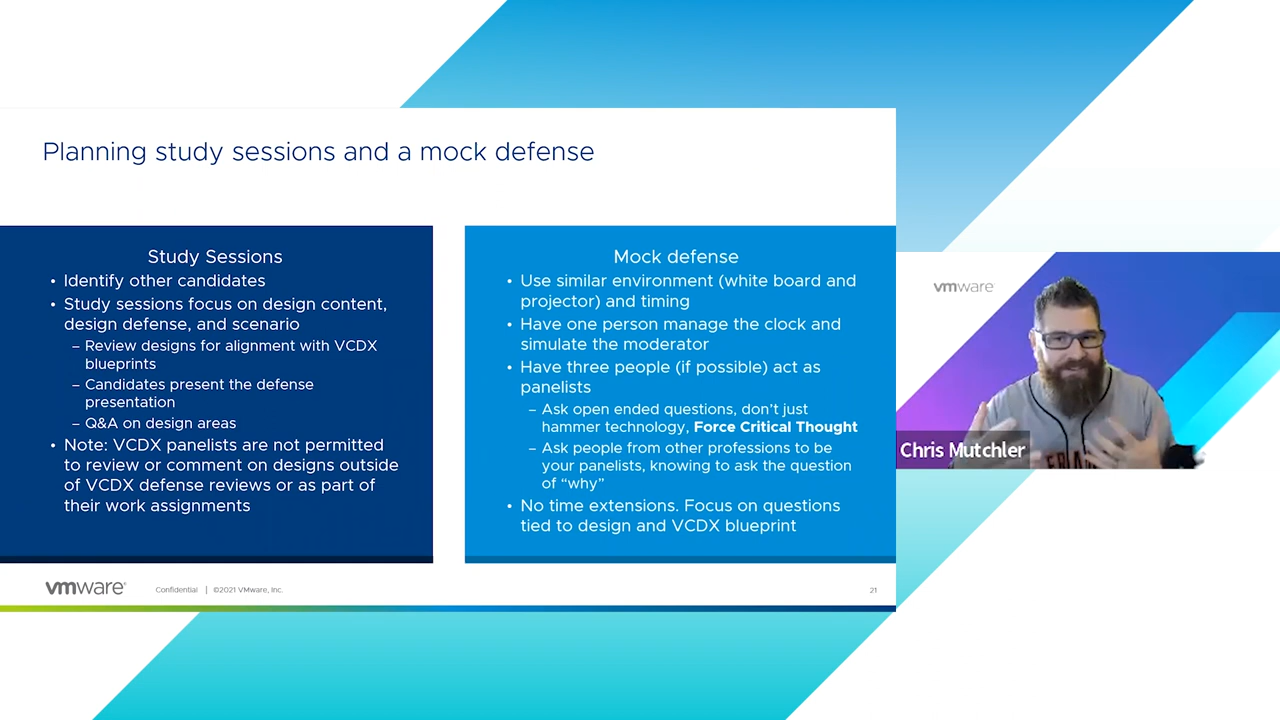 Planning study sessions and a mock defense
Study Sessions
• Identify other candidates
• Study sessions focus on design content,
design defense, and scenario
– Review designs for alignment with VCDX
blueprints
– Candidates present the defense
presentation
– Q&A on design areas
• Note: VCDX panelists are not permitted
to review or comment on designs outside
of VCDX defense reviews or as part of
their work assignments
Mock defense
• Use similar environment (white board and
projector) and timing
• Have one person manage the clock and
simulate the moderator
• Have three people (if possible) act as
panelists
– Ask open ended questions, don't just
hammer technology, Force Critical Thought
– Ask people from other professions to be
your panelists, knowing to ask the question
of “why”
• No time extensions. Focus on questions
tied to design and VCDX blueprint
vmware®
Confidential | ©2021 VMware, Inc.
21
vmware
Chris Mutchler